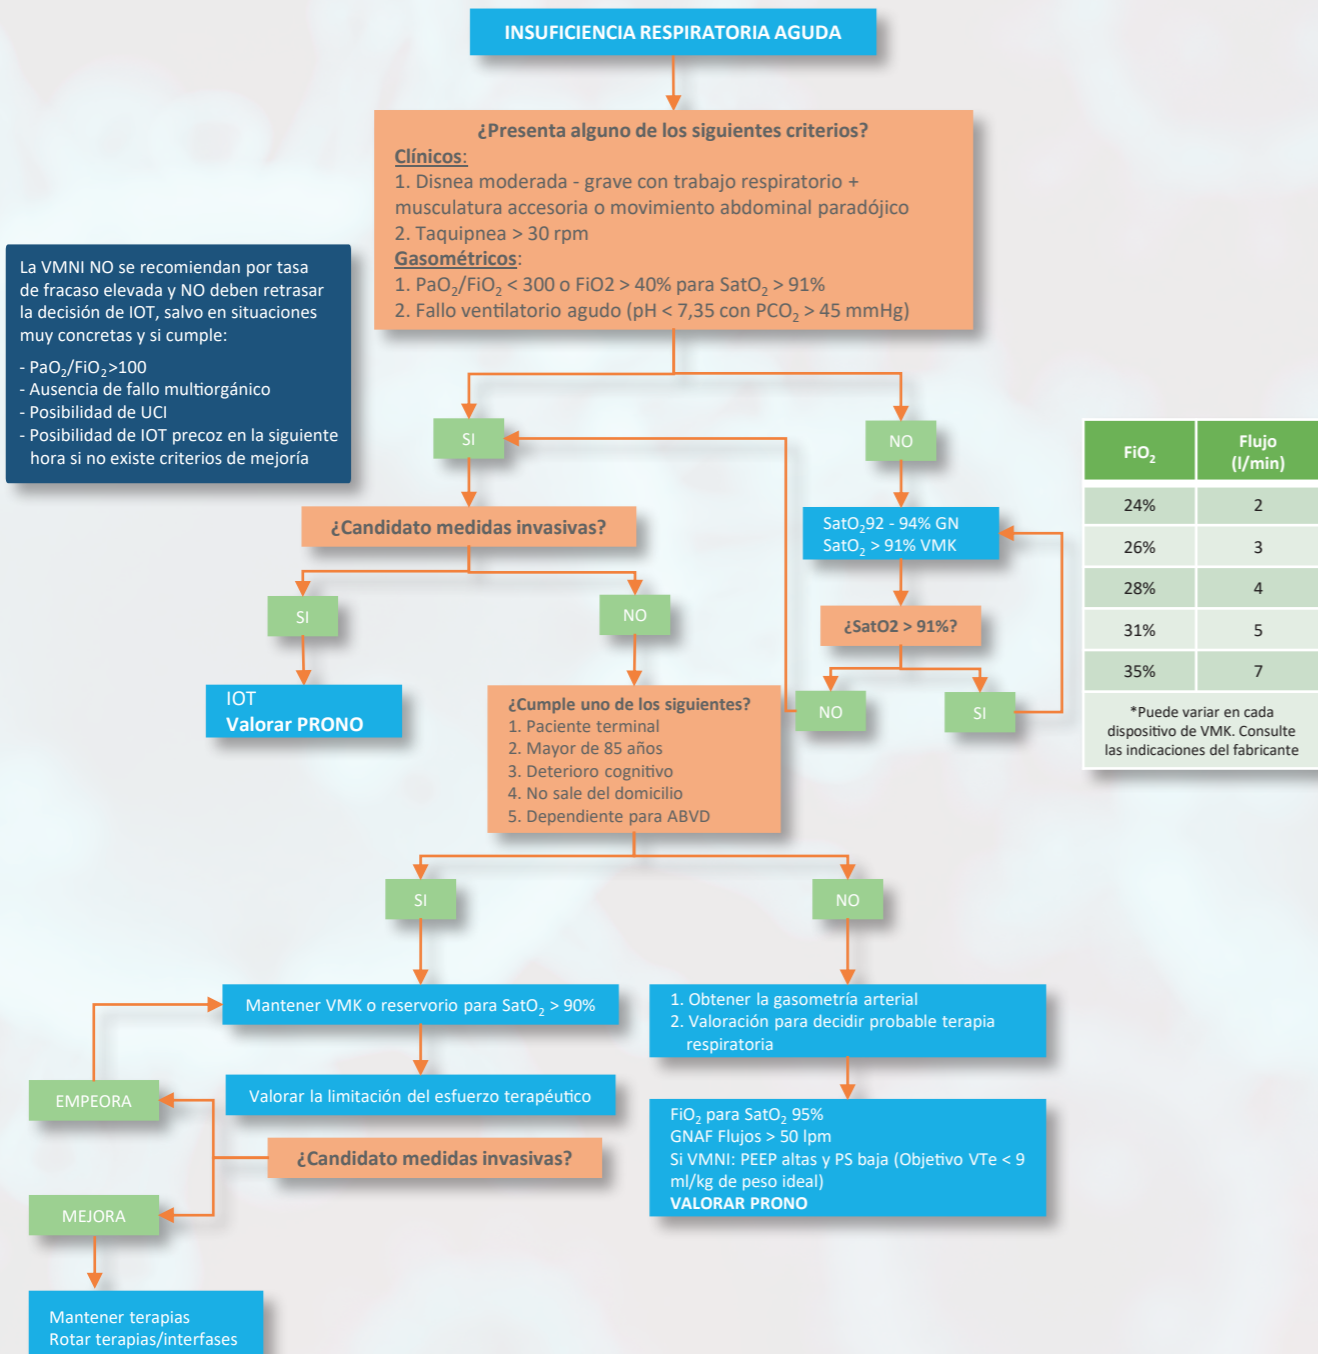 INSUFICIENCIA RESPIRATORIA AGUDA
¿Presenta alguno de los siguientes criterios?
Clínicos:
1. Disnea moderada - grave con trabajo respiratorio +
musculatura accesoria o movimiento abdominal paradójico
2. Taquipnea > 30 rpm
Gasométricos:
1. PaO₂/FiO₂ < 300 o FiO2 > 40% para SatO₂ > 91%
2. Fallo ventilatorio agudo (pH < 7,35 con PCO₂ > 45 mmHg)
La VMNI NO se recomiendan por tasa
de fracaso elevada y NO deben retrasar
la decisión de IOT, salvo en situaciones
muy concretas y si cumple:
- PaO₂/FiO₂>100
- Ausencia de fallo multiorgánico
- Posibilidad de UCI
- Posibilidad de IOT precoz en la siguiente
hora si no existe criterios de mejoría
SI
NO
¿Candidato medidas invasivas?
SatO₂92 - 94% GN
SatO₂ > 91% VMK
SI
NO
¿SatO2 > 91%?
NO
SI
IOT
Valorar PRONO
¿Cumple uno de los siguientes?
1. Paciente terminal
2. Mayor de 85 años
3. Deterioro cognitivo
4. No sale del domicilio
5. Dependiente para ABVD
FiO₂ Flujo
(l/min)
24% 2
26% 3
28% 4
31% 5
35% 7
*Puede variar en cada
dispositivo de VMK. Consulte
las indicaciones del fabricante
SI
NO
Mantener VMK o reservorio para SatO₂ > 90%
1. Obtener la gasometría arterial
2. Valoración para decidir probable terapia
respiratoria
EMPEORA
Valorar la limitación del esfuerzo terapéutico
¿Candidato medidas invasivas?
FiO₂ para SatO₂ 95%
GNAF Flujos > 50 lpm
Si VMNI: PEEP altas y PS baja (Objetivo VTe < 9
ml/kg de peso ideal)
VALORAR PRONO
MEJORA
Mantener terapias
Rotar terapias/interfases